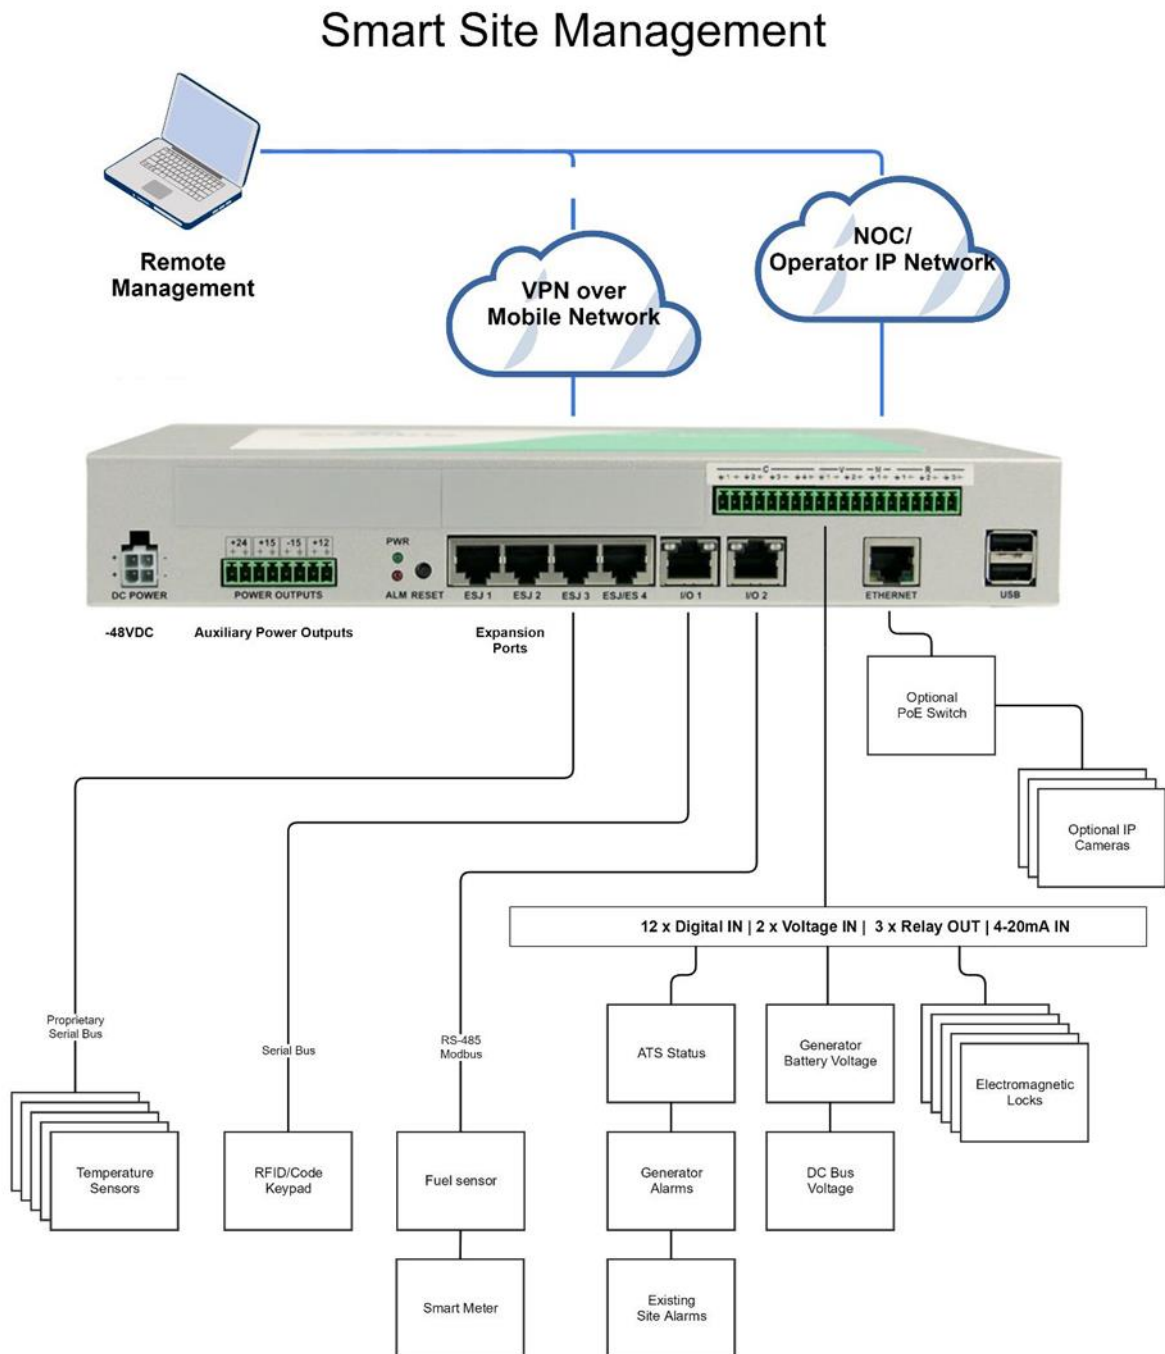 Smart Site Management
Remote
Management
VPN over
Mobile Network
NOC/
Operator IP Network
C V N R
+24 +15 -15 +12
PWR
DC POWER
POWER OUTPUTS
ALM RESET
ESJ 1
ESJ 2
ESJ 3
ESJ/ES 4
I/O 1
I/O 2
ETHERNET
USB
-48VDC
Auxiliary Power Outputs
Expansion
Ports
Optional
PoE Switch
Optional IP
Cameras
12 x Digital IN | 2 x Voltage IN | 3 x Relay OUT | 4-20mA IN
Proprietary
Serial Bus
Serial Bus
RS-485
Modbus
ATS Status
Generator
Battery Voltage
Electromagnetic
Locks
Temperature
Sensors
RFID/Code
Keypad
Fuel sensor
Generator
Alarms
DC Bus
Voltage
Smart Meter
Existing
Site Alarms